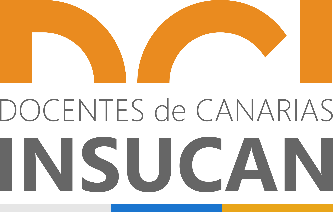 DCI
DOCENTES de CANARIAS
INSUCAN